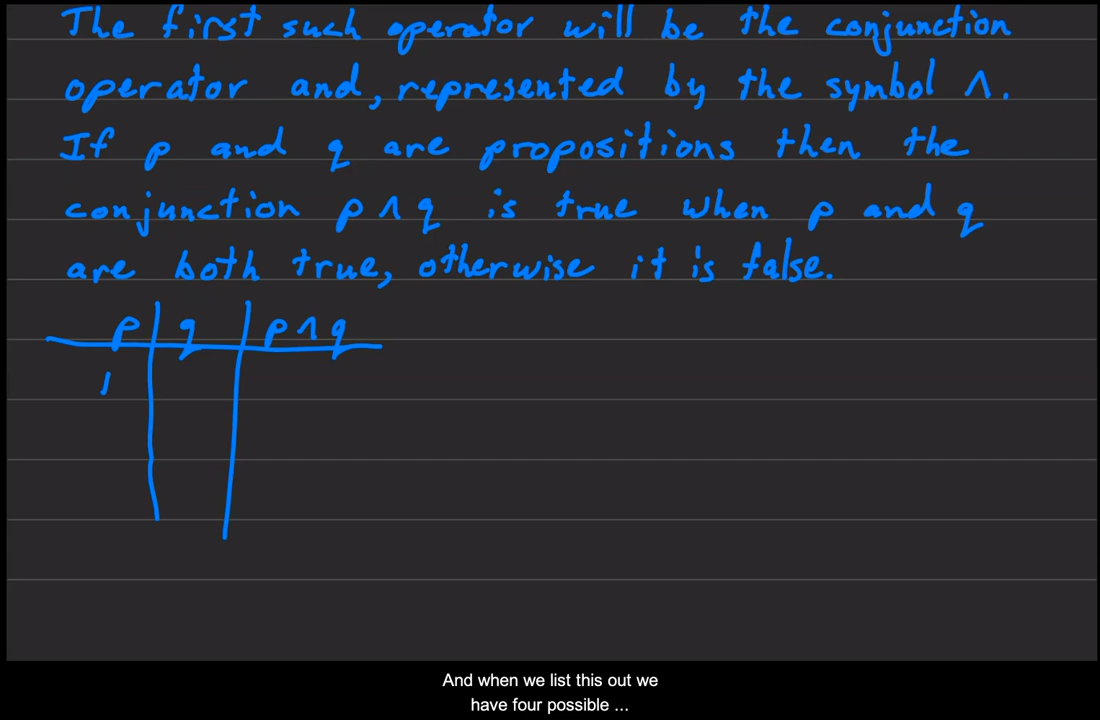 The first such operator will be the conjunction
operator and, represented by the symbol ∧.
If p and q are propositions then the
conjunction p ∧ q is true when p and q
are both true, otherwise it is false.
p q p ∧ q
And when we list this out we
have four possible ...